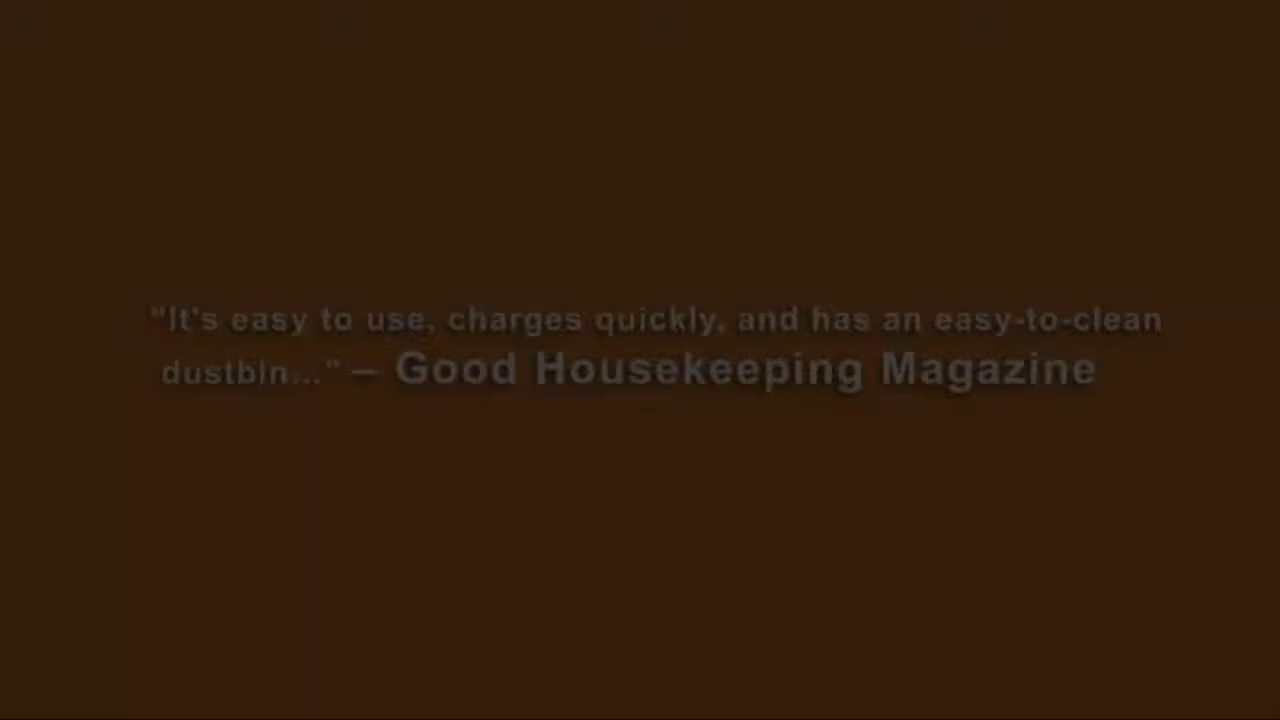 "It's easy to use, charges quickly, and has an easy-to-clean
dustbin..." – Good Housekeeping Magazine